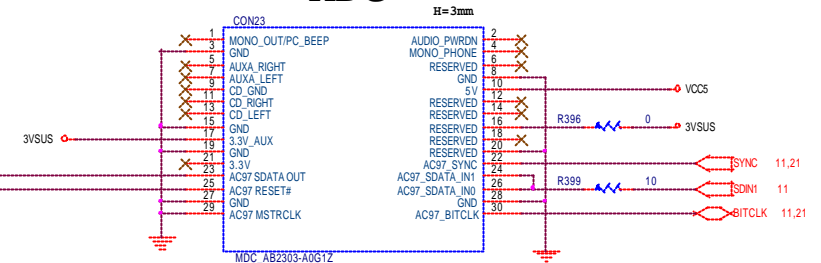 H=3mm
CON23
1 MONO_OUT/PC_BEEP AUDIO_PWRDN 2
3 GND MONO_PHONE 4
5 AUXA_RIGHT RESERVED 6
7 AUXA_LEFT GND 8
9 CD_GND 5V 10 VCC5
11 CD_RIGHT RESERVED 12
13 CD_LEFT RESERVED 14
15 GND RESERVED 16 R396 0 3VSUS
3VSUS 17 3.3V_AUX RESERVED 18
19 GND RESERVED 20
21 3.3V AC97_SYNC 22 SYNC 11,21
23 AC97 SDATA OUT AC97_SDATA_IN1 24
25 AC97 RESET# AC97_SDATA_IN0 26 R399 10 SDIN1 11
27 GND GND 28
29 AC97 MSTRCLK AC97_BITCLK 30 BITCLK 11,21
MDC_AB2303-A0G1Z